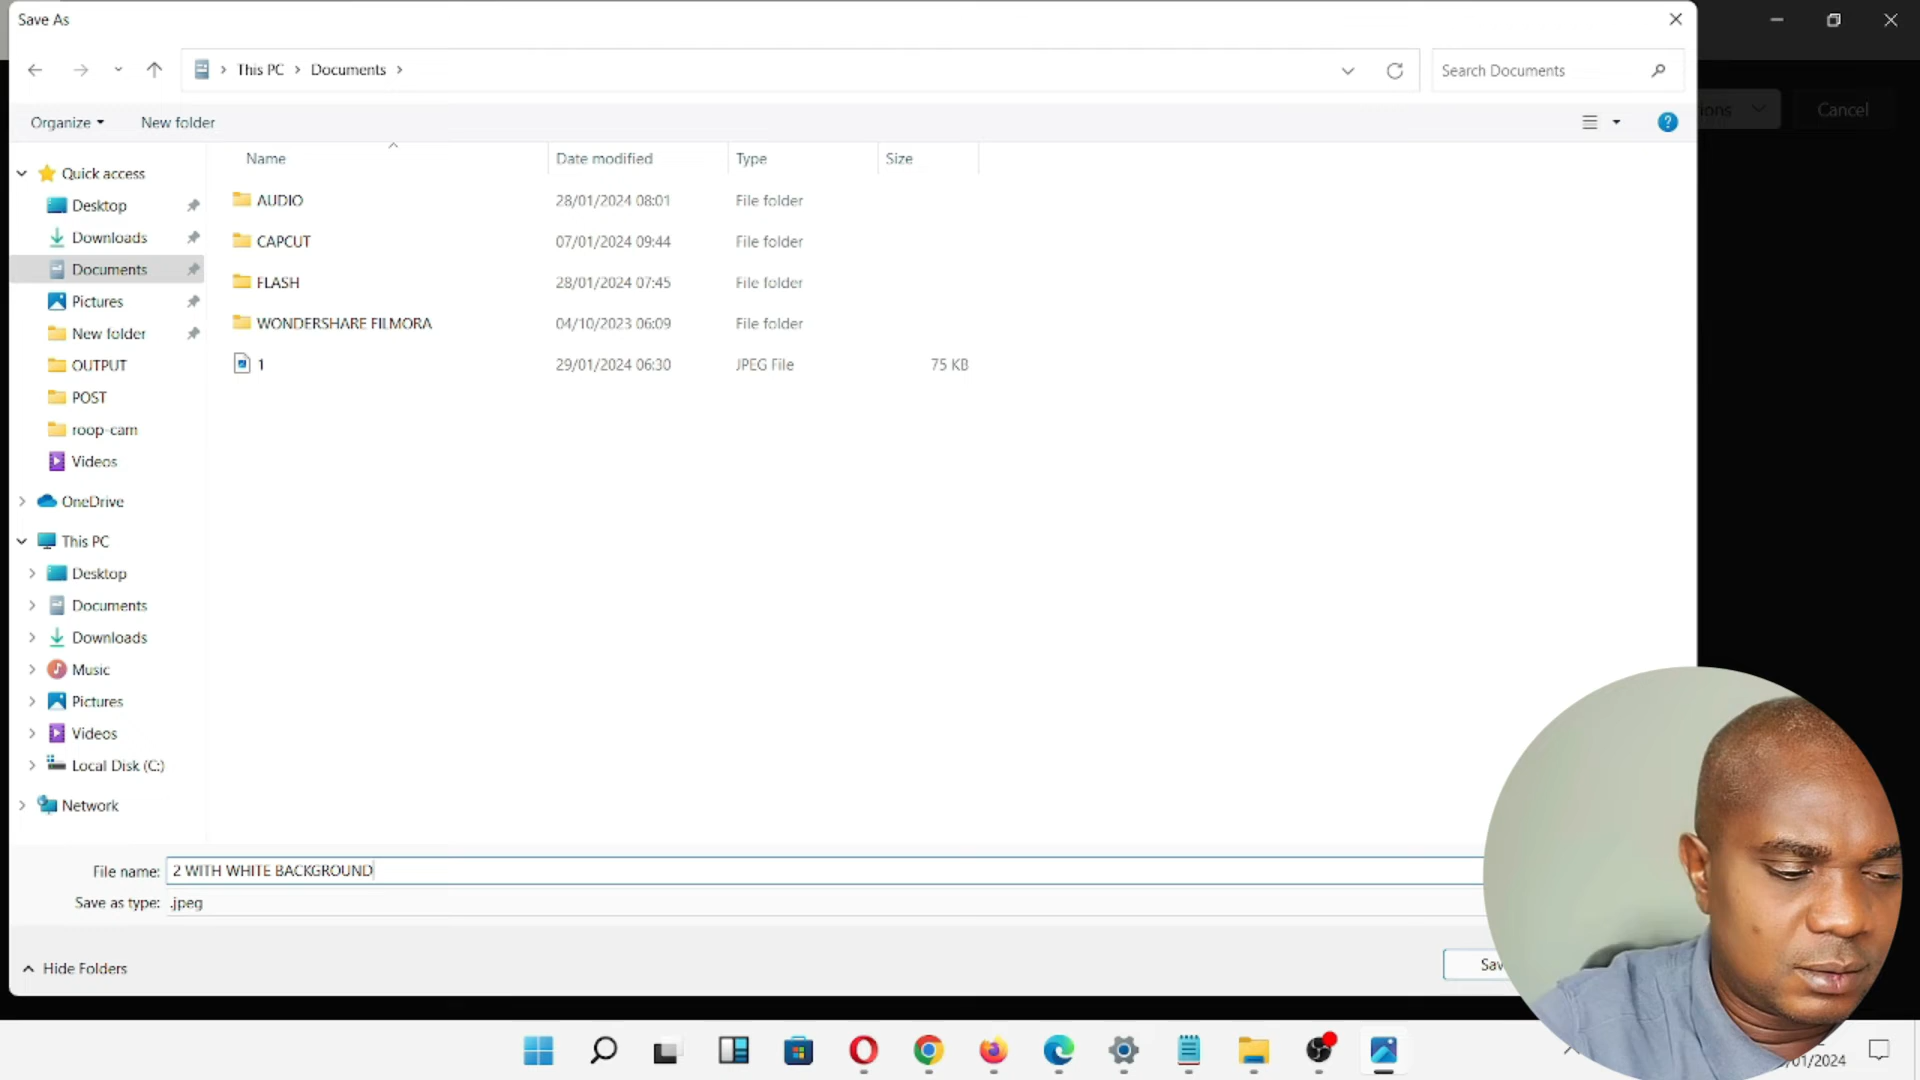 Save As
This PC > Documents >
Search Documents
Organize
New folder
Cancel
Name
Date modified
Type
Size
Quick access
Desktop
Downloads
Documents
Pictures
New folder
OUTPUT
POST
roop-cam
Videos
OneDrive
This PC
Desktop
Documents
Downloads
Music
Pictures
Videos
Local Disk (C:)
Network
AUDIO 28/01/2024 08:01 File folder
CAPCUT 07/01/2024 09:44 File folder
FLASH 28/01/2024 07:45 File folder
WONDERSHARE FILMORA 04/10/2023 06:09 File folder
1 29/01/2024 06:30 JPEG File 75 KB
File name: 2 WITH WHITE BACKGROUND
Save as type: .jpeg
Hide Folders